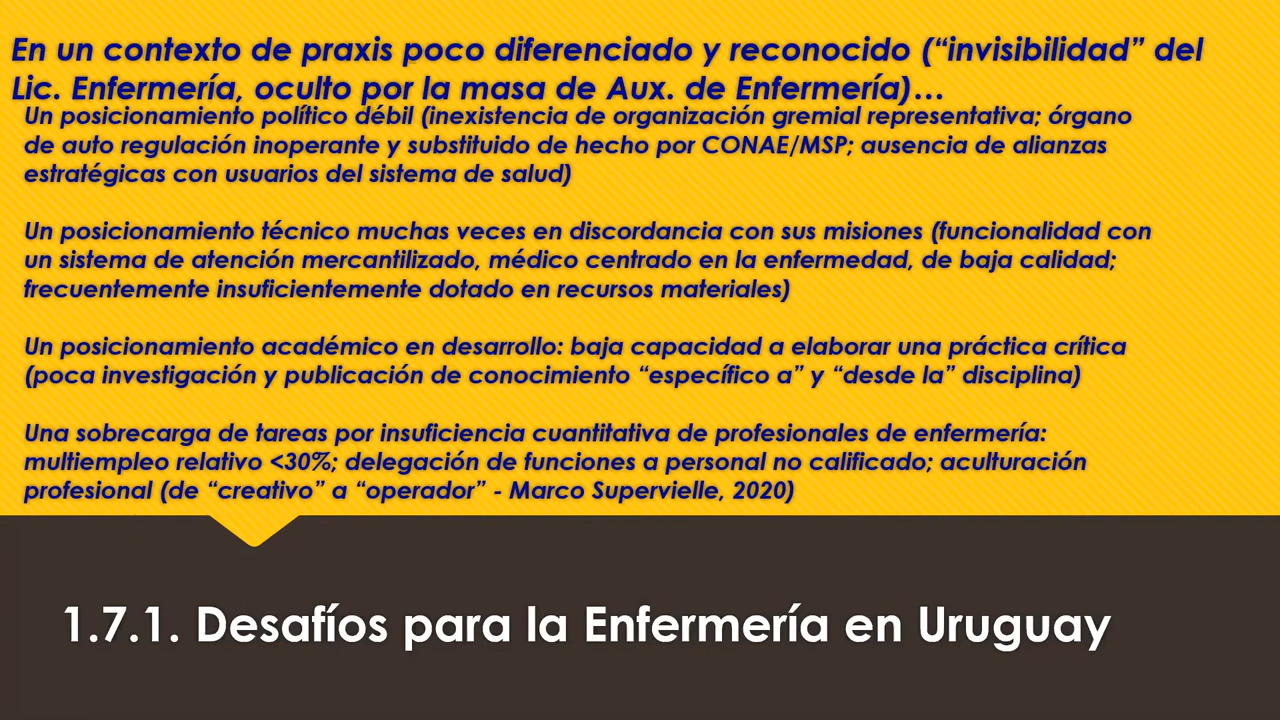 En un contexto de praxis poco diferenciado y reconocido (“invisibilidad” del
Lic. Enfermería, oculto por la masa de Aux. de Enfermería)…
Un posicionamiento político débil (inexistencia de organización gremial representativa; órgano
de auto regulación inoperante y substituido de hecho por CONAE/MSP; ausencia de alianzas
estratégicas con usuarios del sistema de salud)
Un posicionamiento técnico muchas veces en discordancia con sus misiones (funcionalidad con
un sistema de atención mercantilizado, médico centrado en la enfermedad, de baja calidad;
frecuentemente insuficientemente dotado en recursos materiales)
Un posicionamiento académico en desarrollo: baja capacidad a elaborar una práctica crítica
(poca investigación y publicación de conocimiento “específico a” y “desde la” disciplina)
Una sobrecarga de tareas por insuficiencia cuantitativa de profesionales de enfermería:
multiempleo relativo <30%; delegación de funciones a personal no calificado; aculturación
profesional (de “creativo” a “operador” - Marco Supervielle, 2020)
1.7.1. Desafíos para la Enfermería en Uruguay